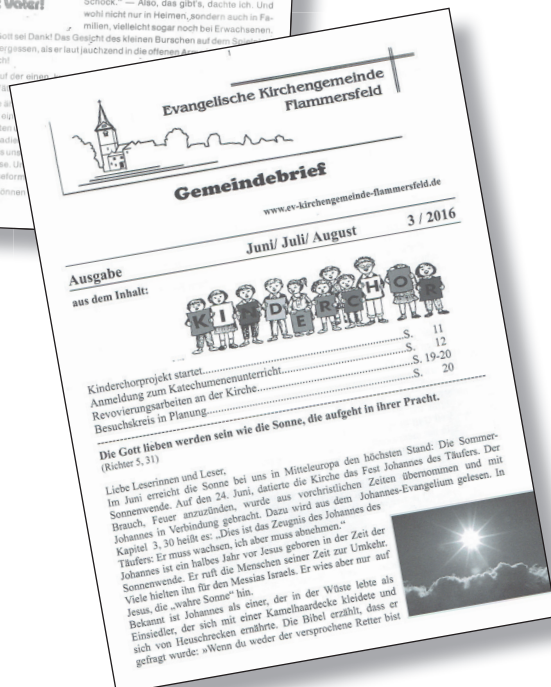 Vater!
Schock." — Also, das gibt's, dachte ich. Und
wohl nicht nur in Heimen, sondern auch in Fa-
milien, vielleicht sogar noch bei Erwachsenen.
Gott sei Dank! Das Gesicht des kleinen Burschen auf dem
ergessen, als er laut jauchzend in die offenen
uf der einen
können
Evangelische Kirchengemeinde
Flammersfeld
Gemeindebrief
www.ev-kirchengemeinde-flammersfeld.de
Ausgabe Juni/ Juli/ August 3 / 2016
aus dem Inhalt:
KINDERCHOR
Kinderchorprojekt startet......S. 11
Anmeldung zum Katechumenenunterricht......S. 12
Revovierungsarbeiten an der Kirche......S. 19-20
Besuchskreis in Planung......S. 20
Die Gott lieben werden sein wie die Sonne, die aufgeht in ihrer Pracht.
(Richter 5, 31)
Liebe Leserinnen und Leser,
Im Juni erreicht die Sonne bei uns in Mitteleuropa den höchsten Stand: Die Sommer-
Sonnenwende. Auf den 24. Juni, datierte die Kirche das Fest Johannes des Täufers. Der
Brauch, Feuer anzuzünden, wurde aus vorchristlichen Zeiten übernommen und mit
Johannes in Verbindung gebracht. Dazu wird aus dem Johannes-Evangelium gelesen. In
Kapitel 3, 30 heißt es: „Dies ist das Zeugnis des Johannes des
Täufers: Er muss wachsen, ich aber muss abnehmen."
Johannes ist ein halbes Jahr vor Jesus geboren in der Zeit der
Sonnenwende. Er ruft die Menschen seiner Zeit zur Umkehr.
Viele hielten ihn für den Messias Israels. Er wies aber nur auf
Jesus, die „wahre Sonne" hin.
Bekannt ist Johannes als einer, der in der Wüste lebte als
Einsiedler, der sich mit einer Kamelhaardecke kleidete und
sich von Heuschrecken ernährte. Die Bibel erzählt, dass er
gefragt wurde: »Wenn du weder der versprochene Retter bist